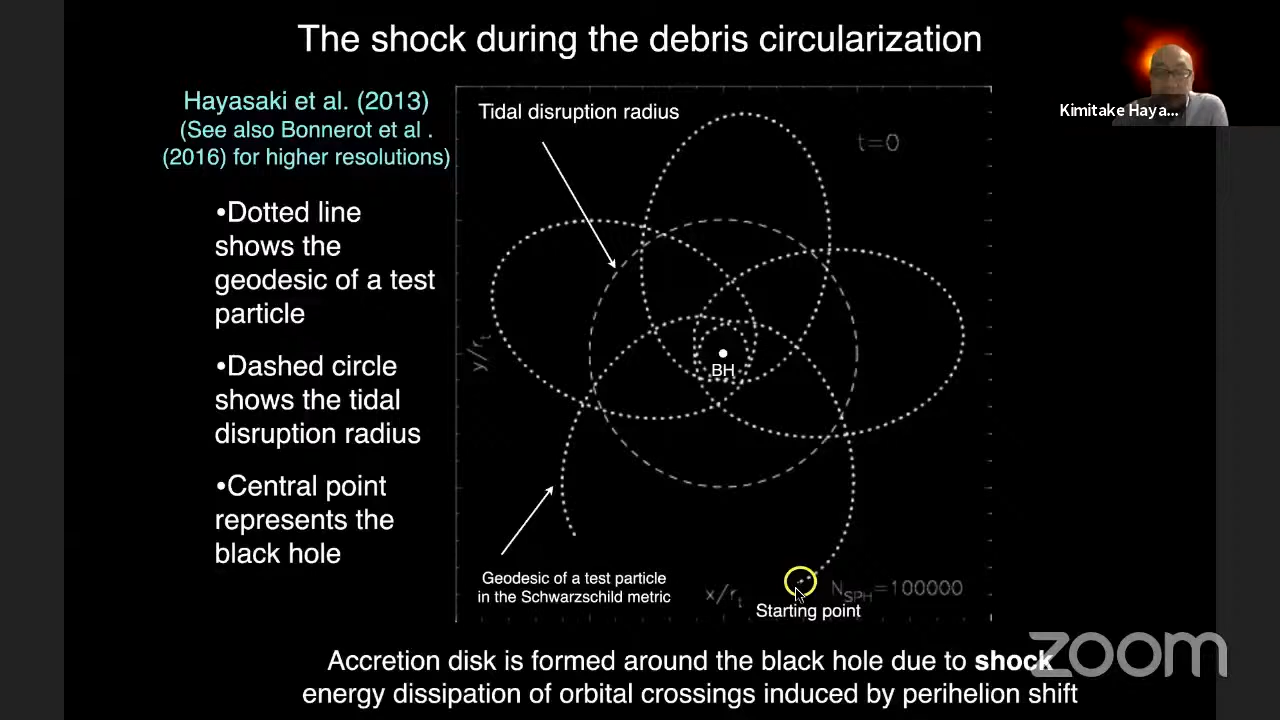 The shock during the debris circularization
Kimitake Haya...
Hayasaki et al. (2013)
(See also Bonnerot et al .
(2016) for higher resolutions)
•Dotted line
shows the
geodesic of a test
particle
•Dashed circle
shows the tidal
disruption radius
•Central point
represents the
black hole
Tidal disruption radius
t=0
y/rt
BH
Geodesic of a test particle
in the Schwarzschild metric
x/rt
NSPH=100000
Starting point
Accretion disk is formed around the black hole due to shock
energy dissipation of orbital crossings induced by perihelion shift
zoom